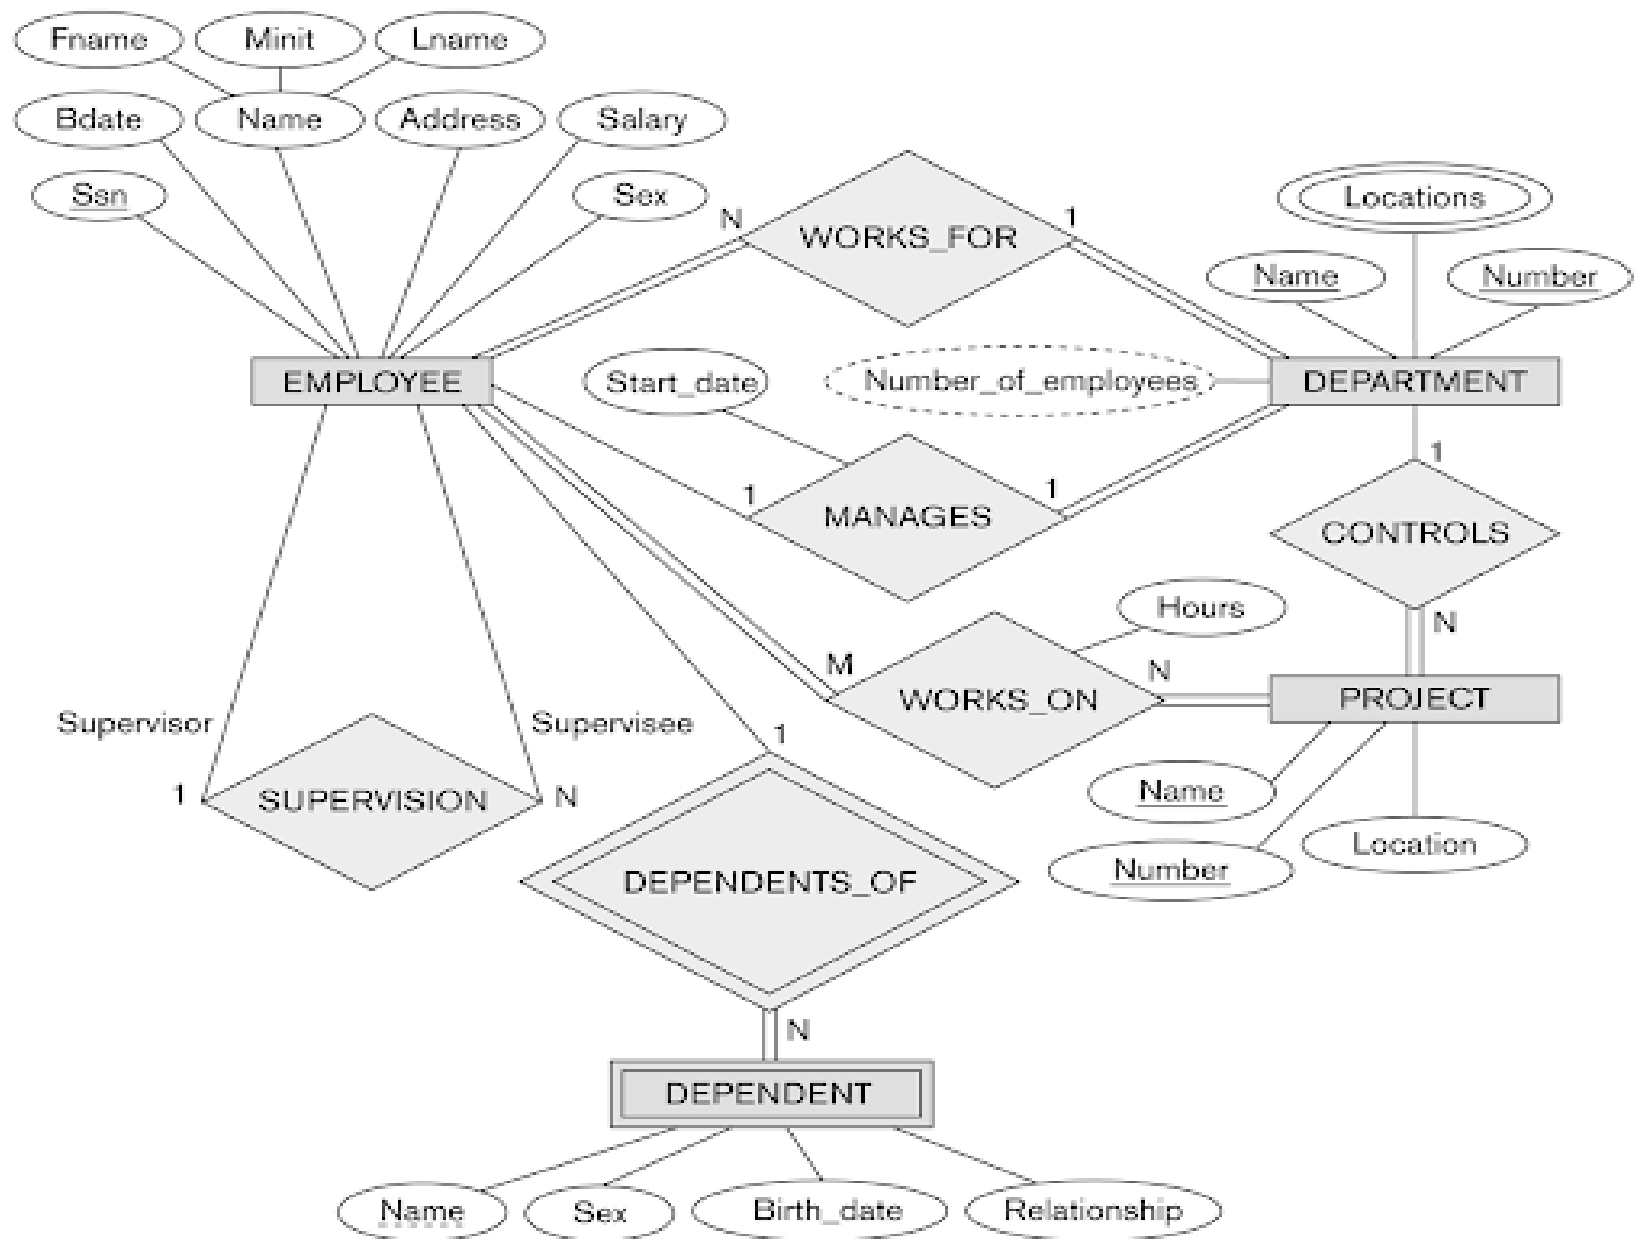 Fname
Minit
Lname
Bdate
Name
Address
Salary
Ssn
Sex
N
WORKS_FOR
1
Locations
Name
Number
EMPLOYEE
Start_date
Number_of_employees
DEPARTMENT
1
MANAGES
1
1
CONTROLS
N
Hours
M
WORKS_ON
N
PROJECT
Supervisor
Supervisee
1
1
SUPERVISION
N
Name
Number
Location
DEPENDENTS_OF
N
DEPENDENT
Name
Sex
Birth_date
Relationship